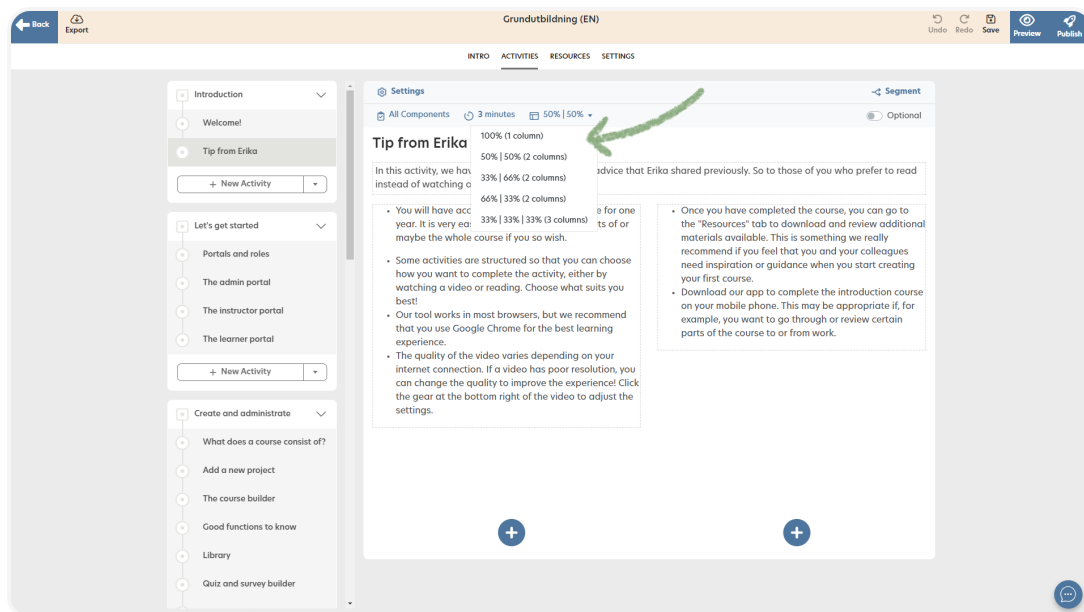 Back
Export
Grundutbildning (EN)
Undo Redo Save
Preview Publish
INTRO ACTIVITIES RESOURCES SETTINGS
Introduction
Welcome!
Tip from Erika
+ New Activity
Let's get started
Portals and roles
The admin portal
The instructor portal
The learner portal
+ New Activity
Create and administrate
What does a course consist of?
Add a new project
The course builder
Good functions to know
Library
Quiz and survey builder
Settings
Segment
All Components 3 minutes 50% | 50%
Optional
Tip from Erika
100% (1 column)
50% | 50% (2 columns)
33% | 66% (2 columns)
66% | 33% (2 columns)
33% | 33% | 33% (3 columns)
In this activity, we hav advice that Erika shared previously. So to those of you who prefer to read
instead of watching a
• You will have acc e for one
year. It is very eas ts of or
maybe the whole course if you so wish.
• Some activities are structured so that you can choose
how you want to complete the activity, either by
watching a video or reading. Choose what suits you
best!
• Our tool works in most browsers, but we recommend
that you use Google Chrome for the best learning
experience.
• The quality of the video varies depending on your
internet connection. If a video has poor resolution, you
can change the quality to improve the experience! Click
the gear at the bottom right of the video to adjust the
settings.
• Once you have completed the course, you can go to
the "Resources" tab to download and review additional
materials available. This is something we really
recommend if you feel that you and your colleagues
need inspiration or guidance when you start creating
your first course.
• Download our app to complete the introduction course
on your mobile phone. This may be appropriate if, for
example, you want to go through or review certain
parts of the course to or from work.